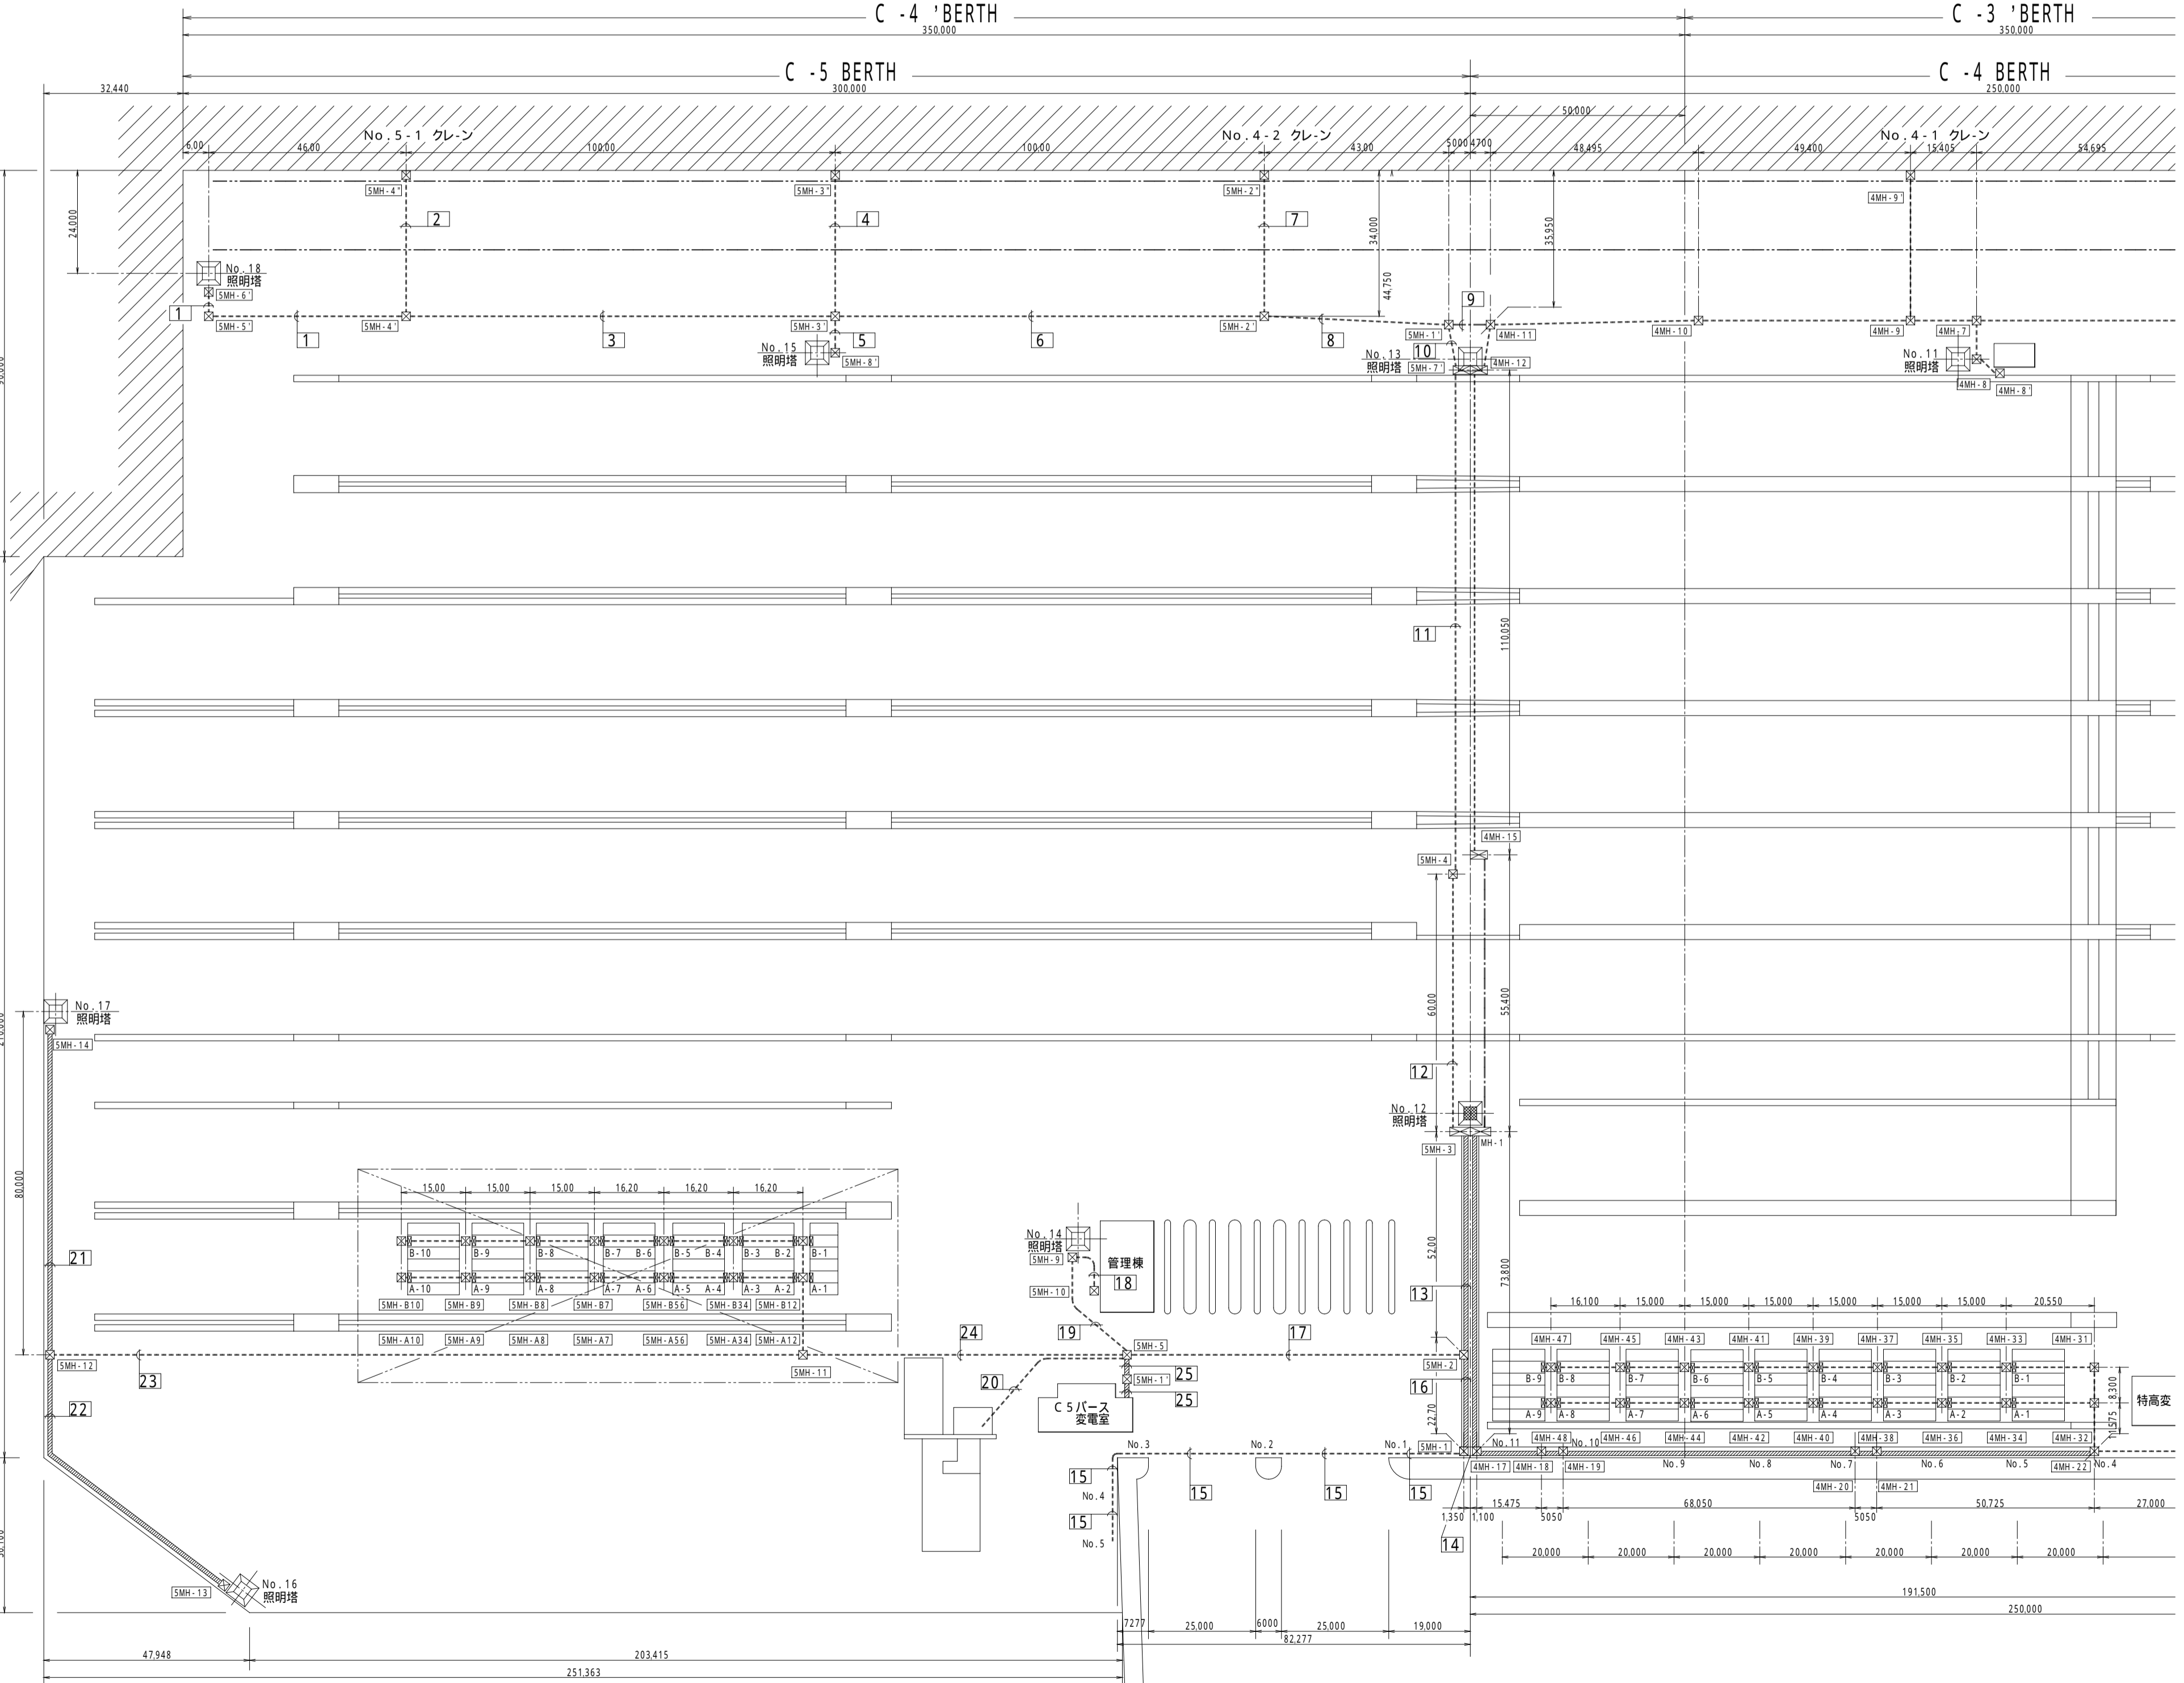 C -4 'BERTH
C -3 'BERTH
350,000
350,000
C -5 BERTH
C -4 BERTH
32,440
300,000
250,000
50,000
No.5-1 クレーン
No.4-2 クレーン
No.4-1 クレーン
6.00
46.00
100.00
100.00
43.00
5000
4700
48,495
49,400
15,405
54,695
5MH-4"
5MH-3"
5MH-2"
4MH-9'
24,000
2
4
7
34,000
35,950
44,750
No.18
照明塔
5MH-6'
1
5MH-5'
1
5MH-4'
3
5MH-3'
5
6
5MH-2'
8
9
5MH-1'
4MH-11
4MH-10
4MH-9
4MH-7
No.15
照明塔
5MH-8'
10
No.13
照明塔
5MH-7'
4MH-12
No.11
照明塔
4MH-8
4MH-8'
11
110,050
4MH-15
5MH-4
60.00
55,400
No.17
照明塔
5MH-14
12
No.12
照明塔
5MH-3
MH-1
80,000
15.00
15.00
15.00
16.20
16.20
16.20
B-10
B-9
B-8
B-7
B-6
B-5
B-4
B-3
B-2
B-1
A-10
A-9
A-8
A-7
A-6
A-5
A-4
A-3
A-2
A-1
5MH-B10
5MH-B9
5MH-B8
5MH-B7
5MH-B56
5MH-B34
5MH-B12
5MH-A10
5MH-A9
5MH-A8
5MH-A7
5MH-A56
5MH-A34
5MH-A12
5MH-11
21
No.14
照明塔
5MH-9
5MH-10
管理棟
18
52.00
73,800
13
19
24
17
5MH-5
5MH-2
5MH-12
23
22
20
25
5MH-1"
25
C5バース
変電室
16
22.70
16,100
15,000
15,000
15,000
15,000
15,000
15,000
20,550
4MH-47
4MH-45
4MH-43
4MH-41
4MH-39
4MH-37
4MH-35
4MH-33
4MH-31
B-9
B-8
B-7
B-6
B-5
B-4
B-3
B-2
B-1
A-9
A-8
A-7
A-6
A-5
A-4
A-3
A-2
A-1
8,300
11,575
特高変
4MH-48
4MH-46
4MH-44
4MH-42
4MH-40
4MH-38
4MH-36
4MH-34
4MH-32
No.3
No.2
No.1
5MH-1
No.11
No.10
No.9
No.8
No.7
No.6
No.5
No.4
4MH-17
4MH-18
4MH-19
4MH-20
4MH-21
4MH-22
15
No.4
15
No.5
15
15
15
14
1,350
1,100
15,475
5050
68,050
5050
50,725
27,000
20,000
20,000
20,000
20,000
20,000
20,000
20,000
5MH-13
No.16
照明塔
191,500
250,000
7277
25,000
6000
25,000
19,000
82,277
47,948
203,415
251,363